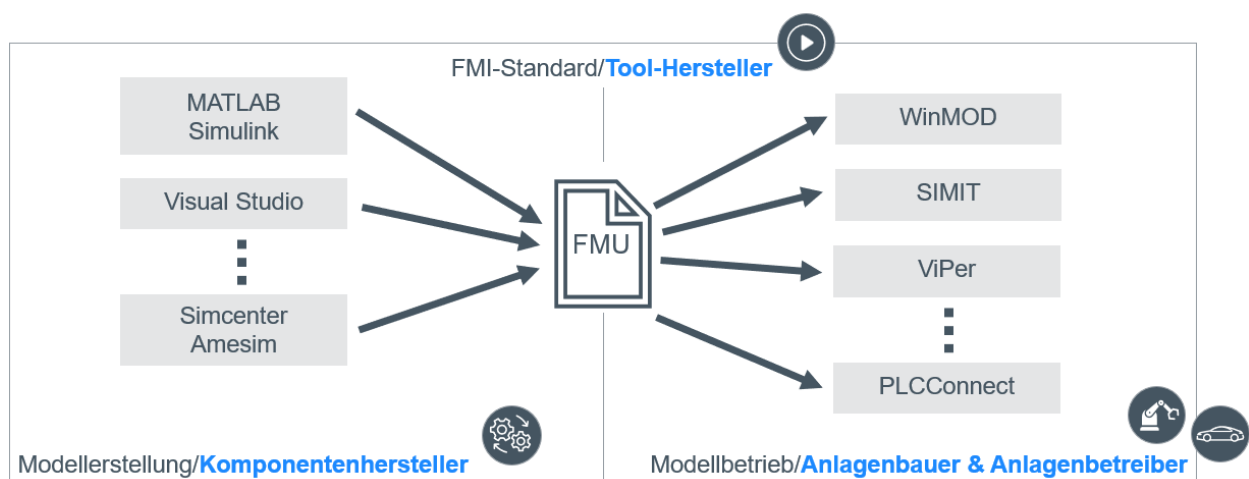 FMI-Standard/Tool-Hersteller
MATLAB
Simulink
Visual Studio
Simcenter
Amesim
FMU
WinMOD
SIMIT
ViPer
PLCConnect
Modellerstellung/Komponentenhersteller
Modellbetrieb/Anlagenbauer & Anlagenbetreiber